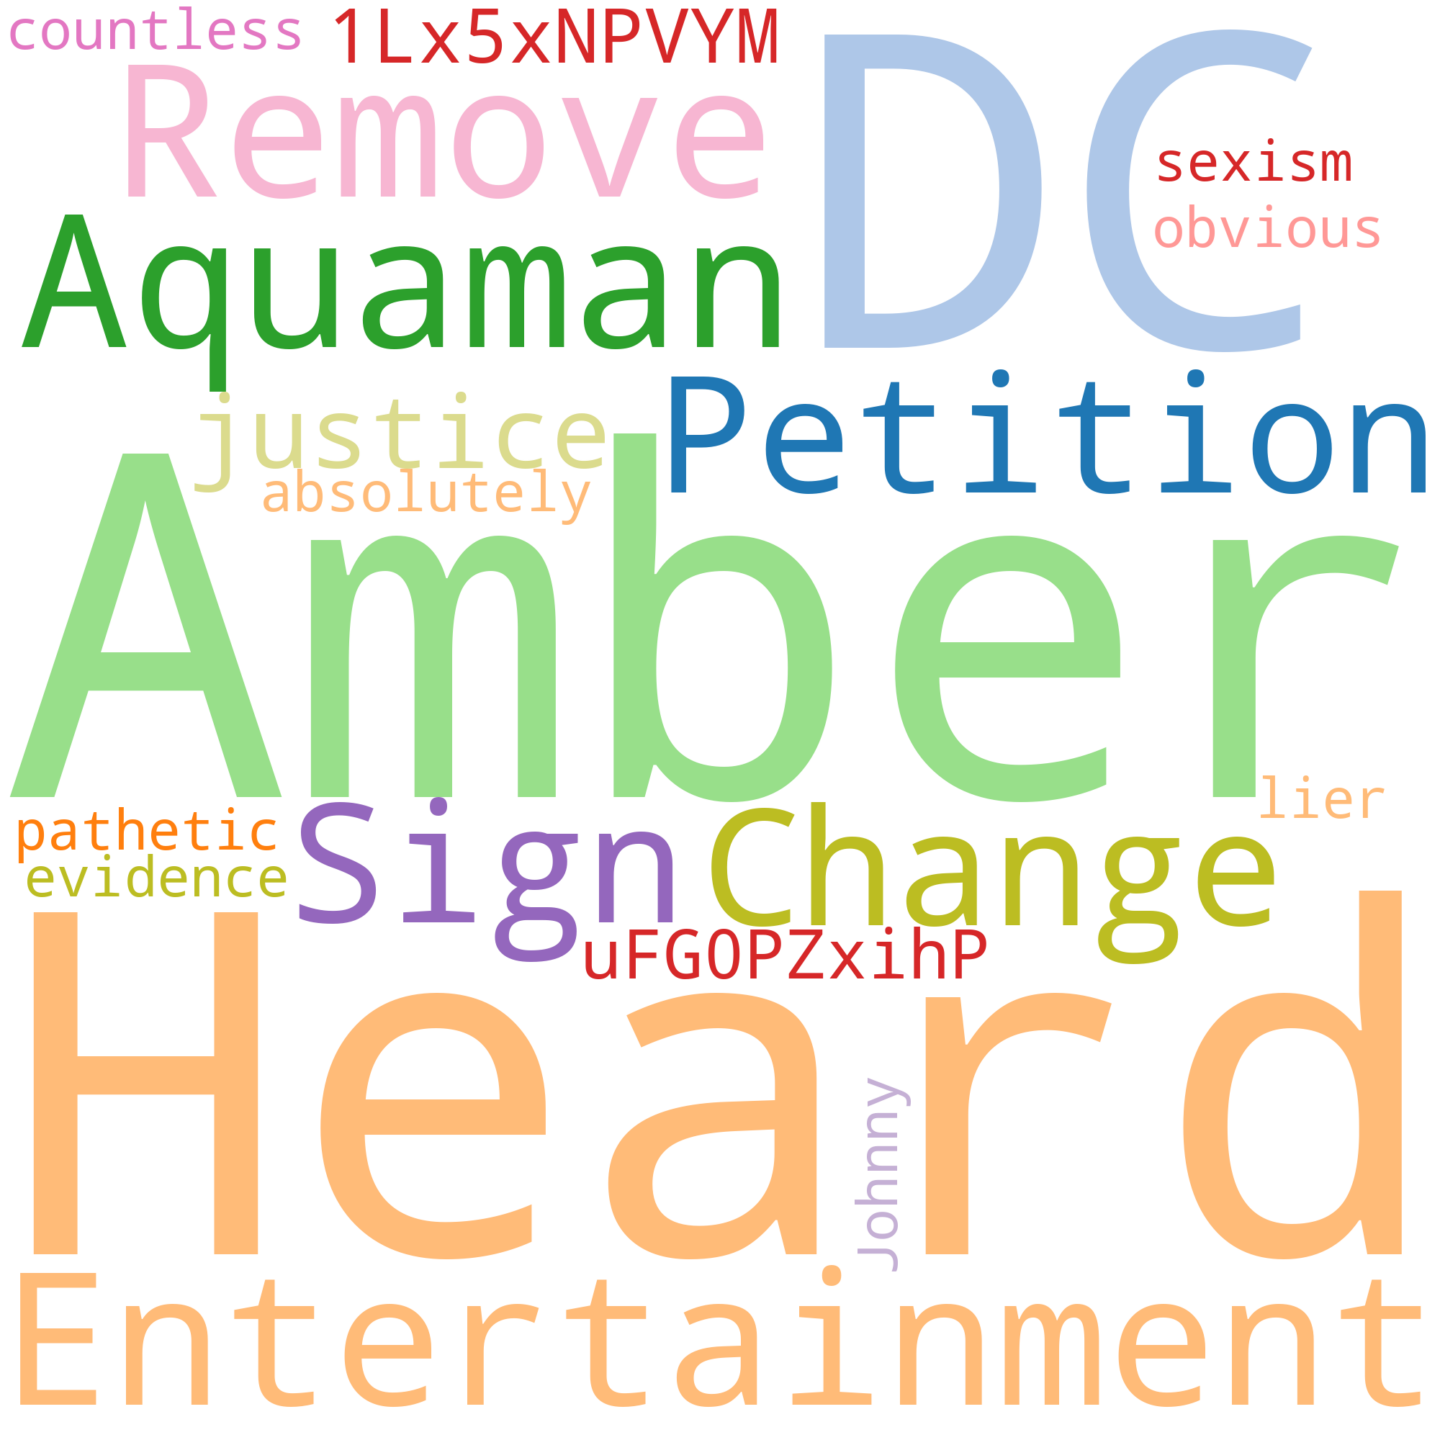 countless 1Lx5xNPVYM
Remove DC
sexism
obvious
Aquaman
Petition
justice
absolutely
Amber
lier
pathetic
evidence
Sign Change
uFGOPZxihP
Heard
Johnny
Entertainment